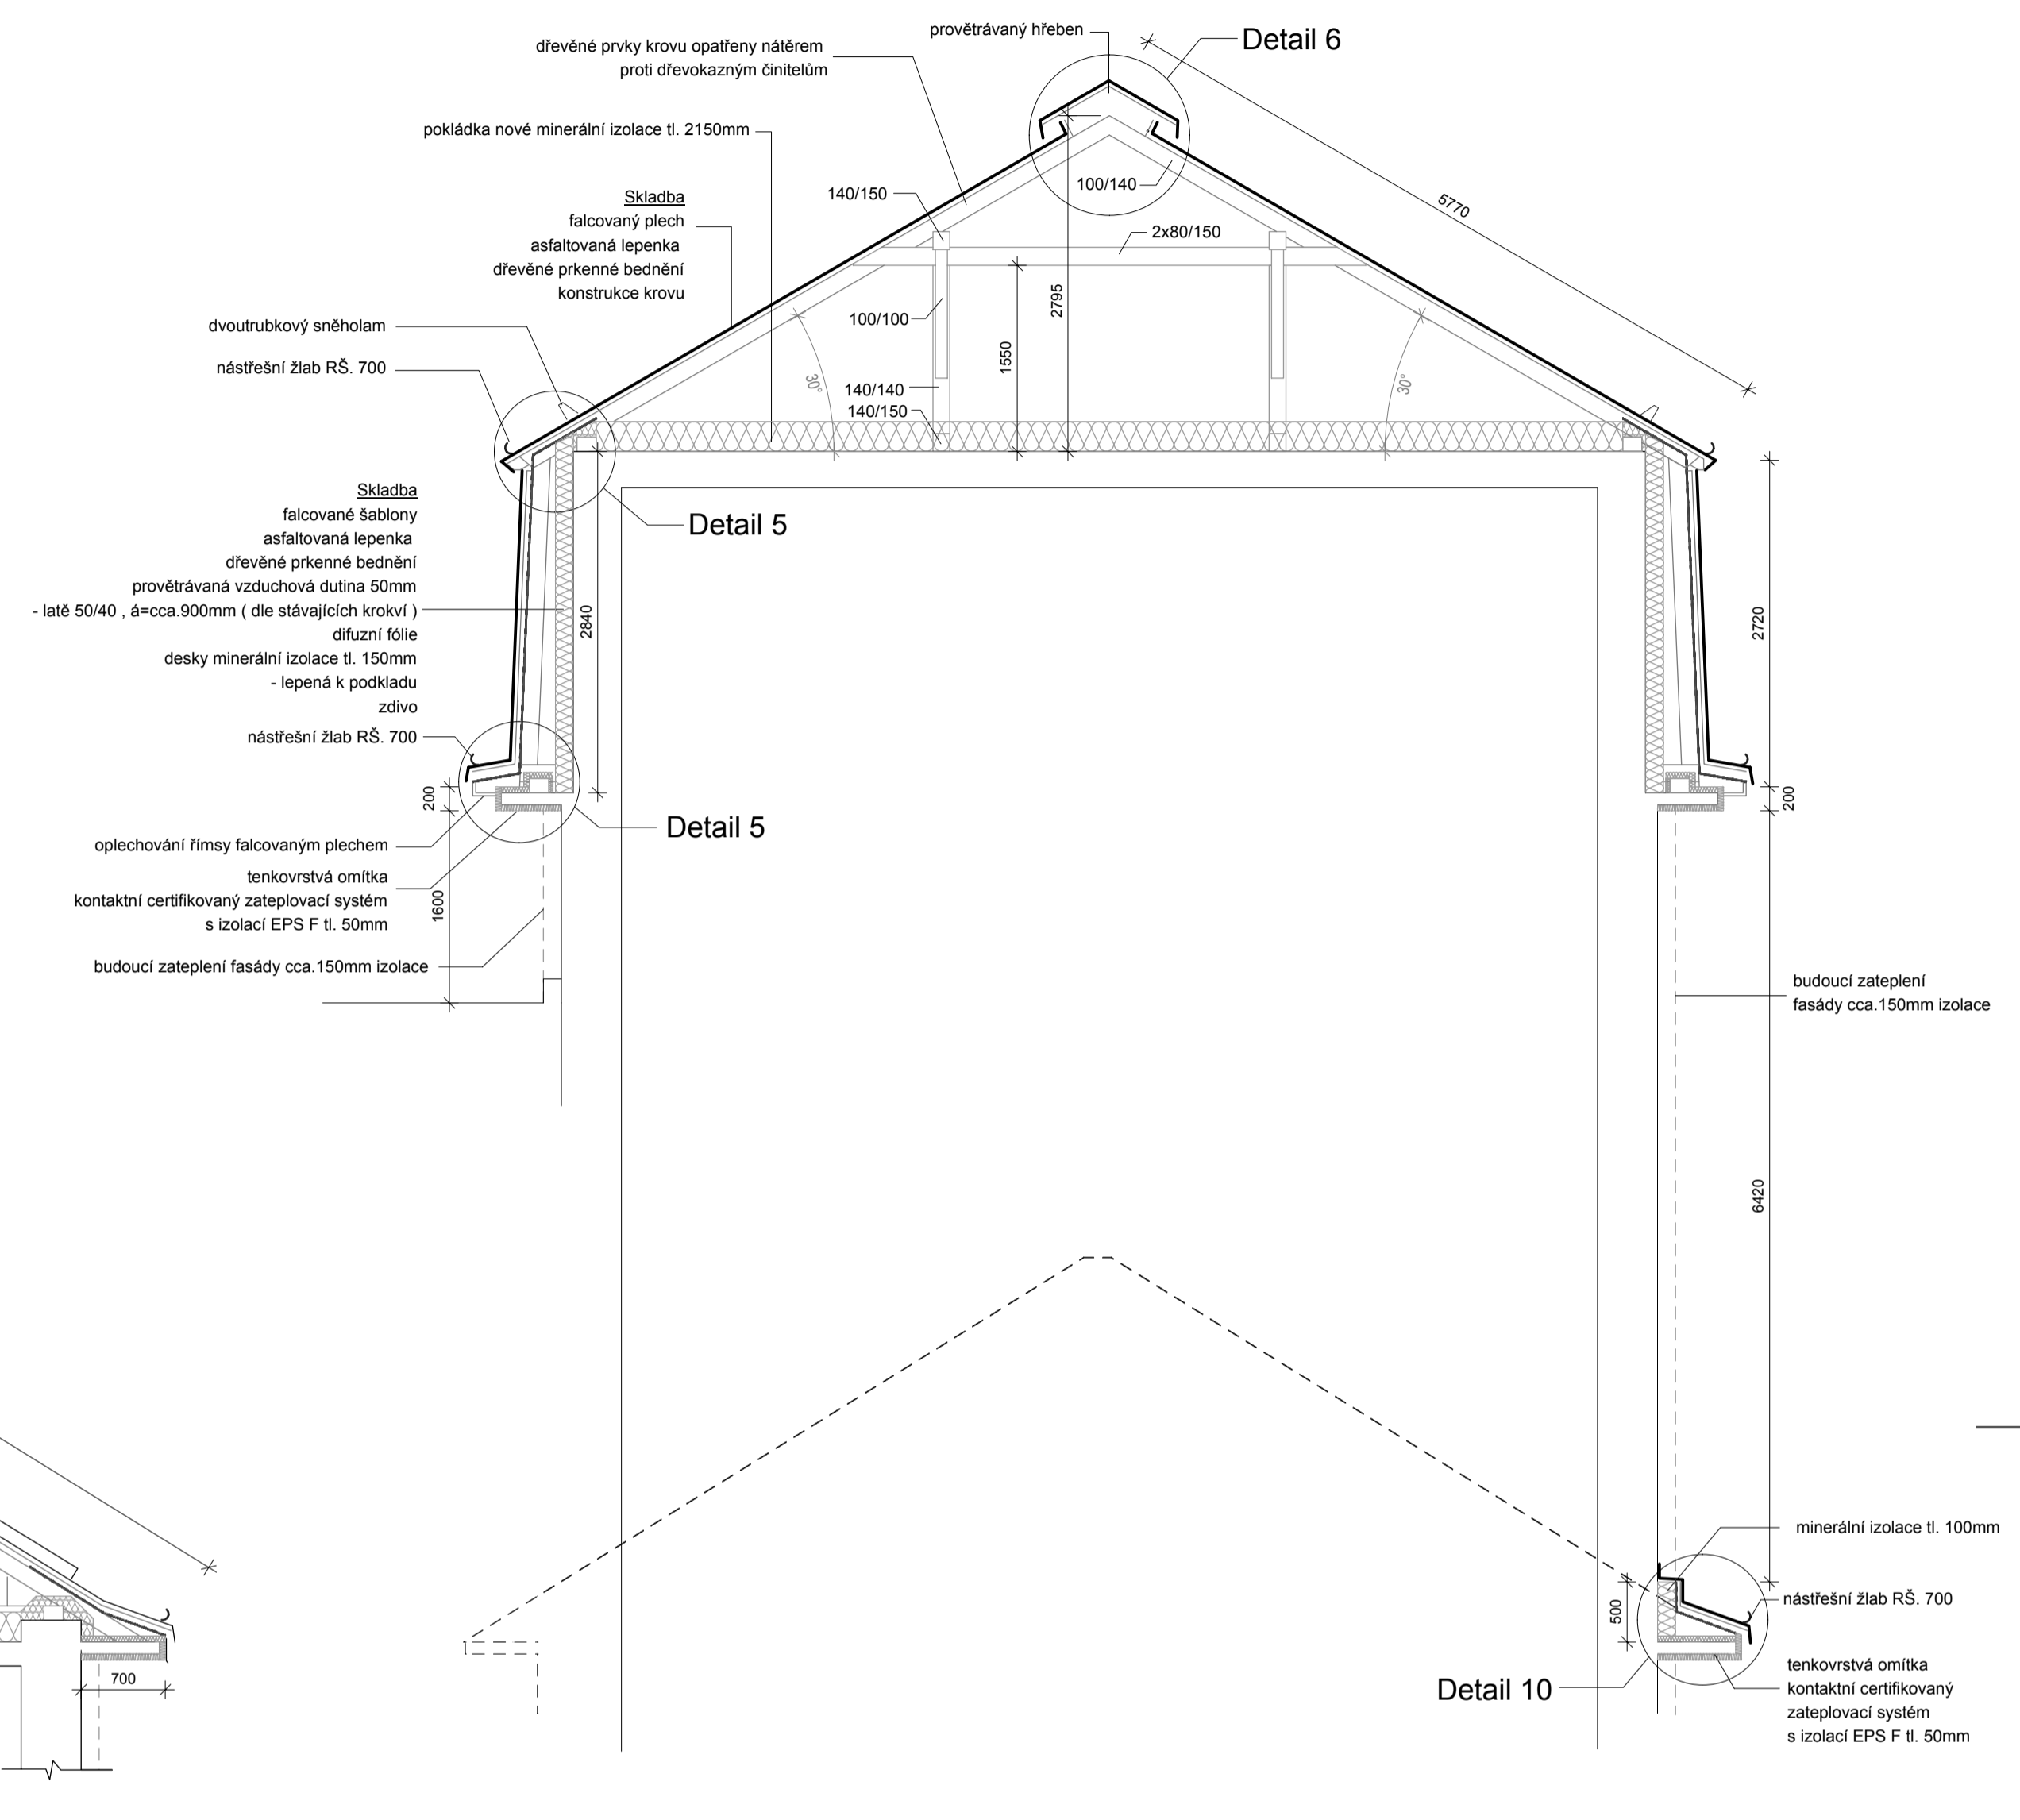 provětrávaný hřeben
Detail 6
dřevěné prvky krovu opatřeny nátěrem
proti dřevokazným činitelům
pokládka nové minerální izolace tl. 2150mm
5770
100/140
140/150
Skladba
falcovaný plech
asfaltovaná lepenka
dřevěné prkenné bednění
konstrukce krovu
2x80/150
2795
100/100
1550
dvoutrubkový sněholam
nástřešní žlab RŠ. 700
30°
30°
140/140
140/150
Skladba
falcované šablony
asfaltovaná lepenka
dřevěné prkenné bednění
provětrávaná vzduchová dutina 50mm
- latě 50/40 , á=cca.900mm ( dle stávajících krokví )
difuzní fólie
desky minerální izolace tl. 150mm
- lepená k podkladu
zdivo
Detail 5
2840
2720
nástřešní žlab RŠ. 700
200
200
Detail 5
oplechování římsy falcovaným plechem
tenkovrstvá omítka
kontaktní certifikovaný zateplovací systém
s izolací EPS F tl. 50mm
1600
budoucí zateplení fasády cca.150mm izolace
budoucí zateplení
fasády cca.150mm izolace
6420
minerální izolace tl. 100mm
nástřešní žlab RŠ. 700
500
Detail 10
tenkovrstvá omítka
kontaktní certifikovaný
zateplovací systém
s izolací EPS F tl. 50mm
700